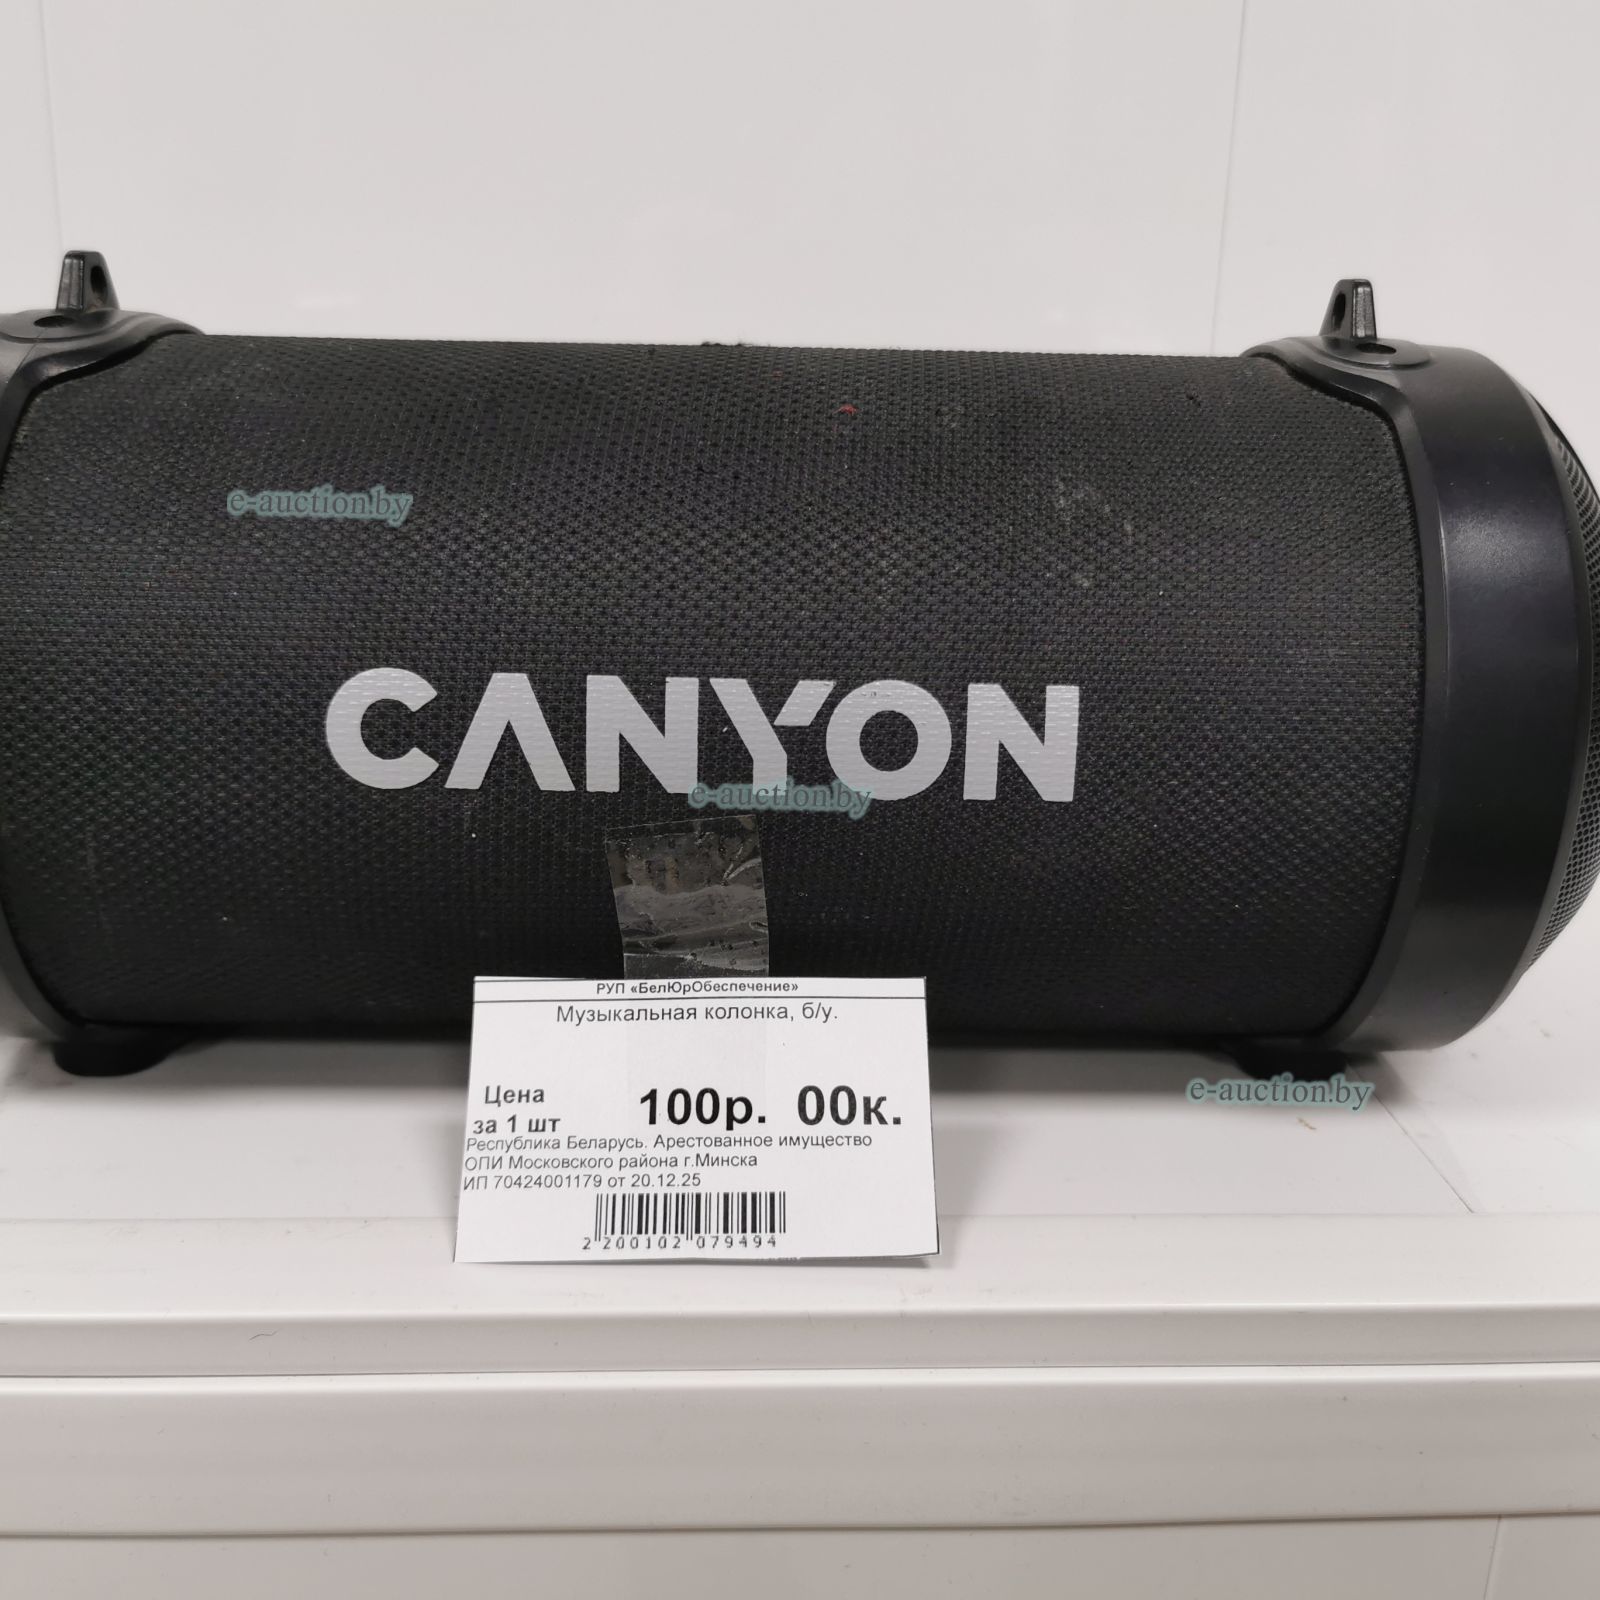 e-auction.by
CANYON
e-auction.by
РУП «БелЮрОбеспечение»
Музыкальная колонка, б/у.
Цена
за 1 шт
100р. 00к.
e-auction.by
Республика Беларусь. Арестованное имущество
ОПИ Московского района г.Минска
ИП 70424001179 от 20.12.25
2 200102 079494